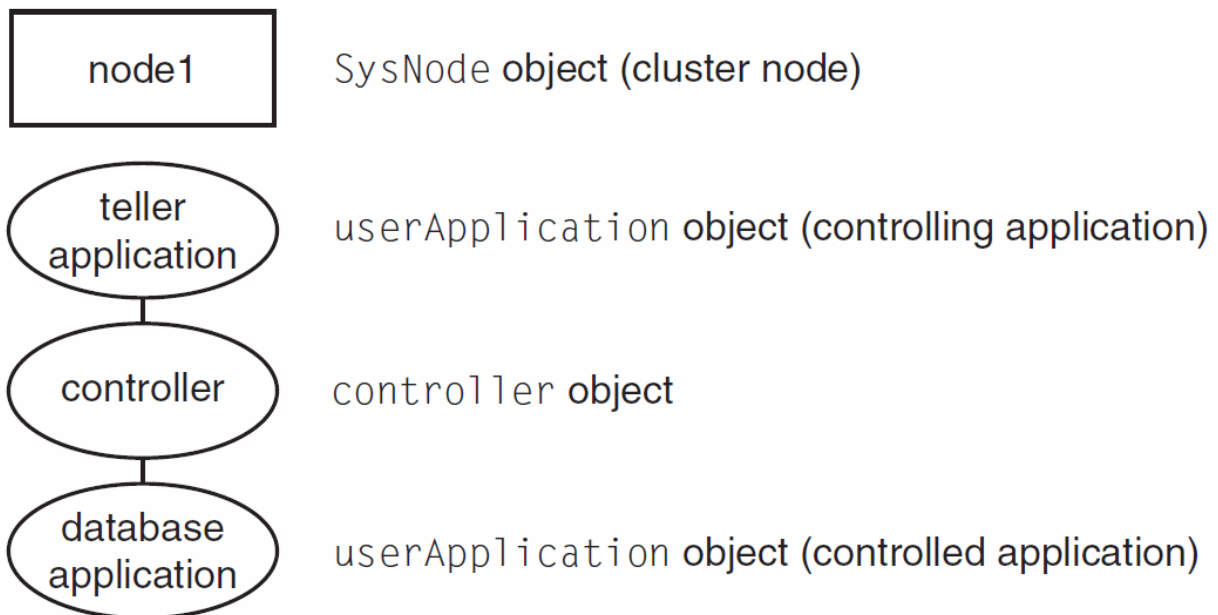 node1 SysNode object (cluster node)
teller
application
userApplication object (controlling application)
controller controller object
database
application
userApplication object (controlled application)